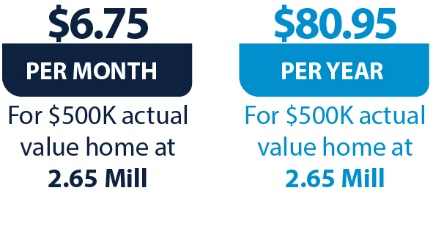 $6.75
PER MONTH
For $500K actual
value home at
2.65 Mill
$80.95
PER YEAR
For $500K actual
value home at
2.65 Mill